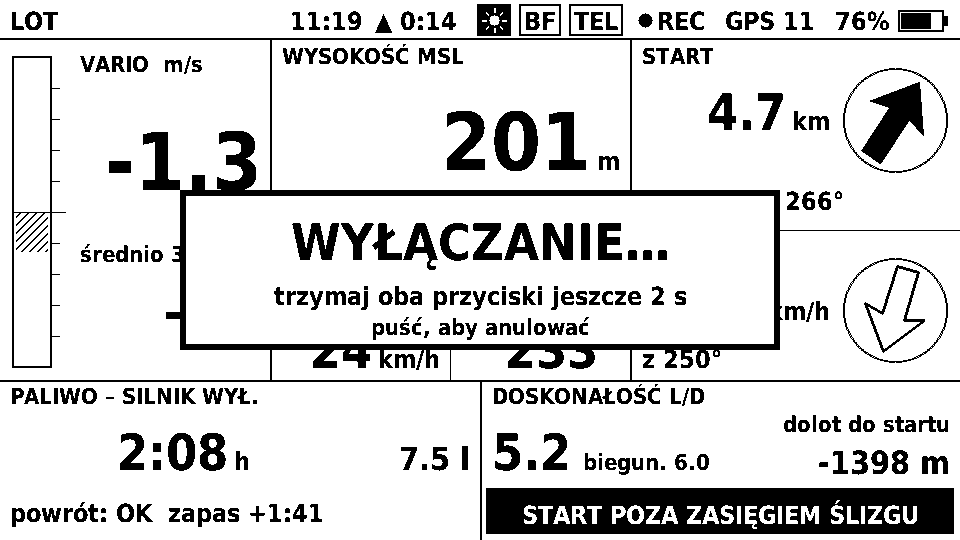 LOT 11:19 ▲ 0:14 BF TEL ●REC GPS 11 76%
VARIO m/s
WYSOKOŚĆ MSL
START
-1.3
201 m
4.7 km
266°
średnio 3
WYŁĄCZANIE...
trzymaj oba przyciski jeszcze 2 s
puść, aby anulować
km/h
24 km/h
233
z 250°
PALIWO – SILNIK WYŁ.
2:08 h
7.5 l
powrót: OK zapas +1:41
DOSKONAŁOŚĆ L/D
5.2 biegun. 6.0
dolot do startu
-1398 m
START POZA ZASIĘGIEM ŚLIZGU